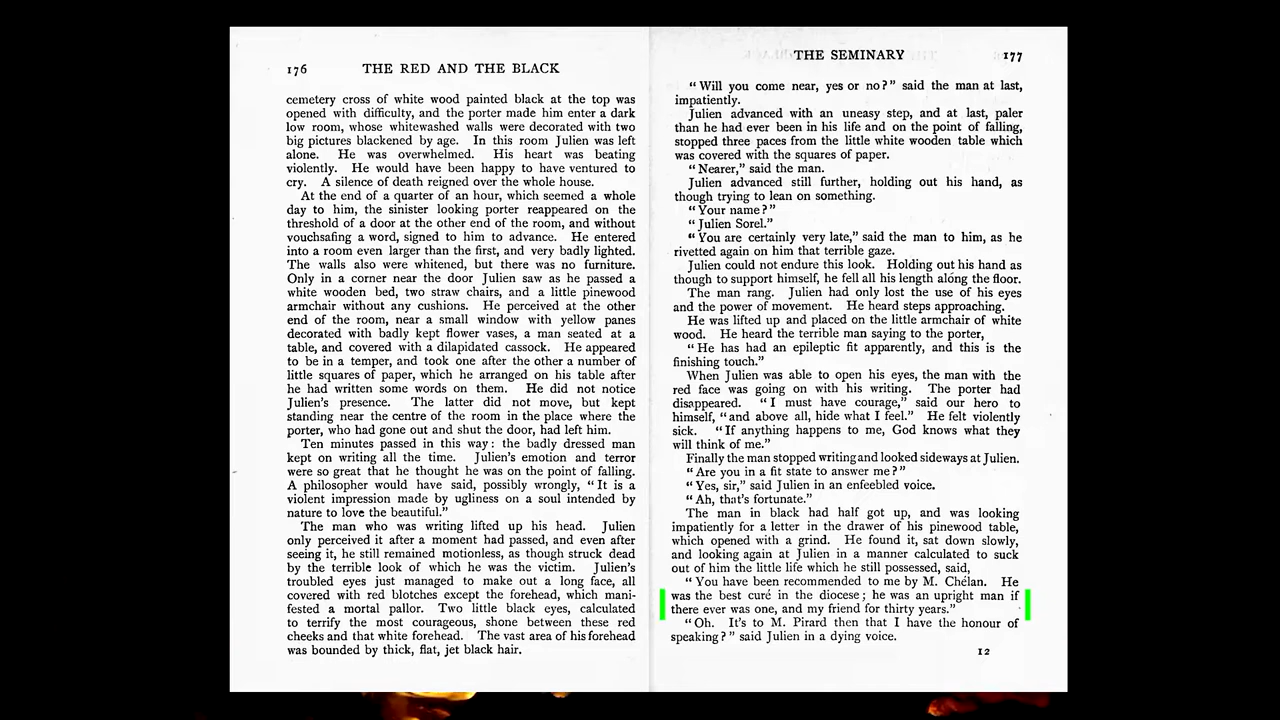 176 THE RED AND THE BLACK
cemetery cross of white wood painted black at the top was
opened with difficulty, and the porter made him enter a dark
low room, whose whitewashed walls were decorated with two
big pictures blackened by age. In this room Julien was left
alone. He was overwhelmed. His heart was beating
violently. He would have been happy to have ventured to
cry. A silence of death reigned over the whole house.
At the end of a quarter of an hour, which seemed a whole
day to him, the sinister looking porter reappeared on the
threshold of a door at the other end of the room, and without
vouchsafing a word, signed to him to advance. He entered
into a room even larger than the first, and very badly lighted.
The walls also were whitened, but there was no furniture.
Only in a corner near the door Julien saw as he passed a
white wooden bed, two straw chairs, and a little pinewood
armchair without any cushions. He perceived at the other
end of the room, near a small window with yellow panes
decorated with badly kept flower vases, a man seated at a
table, and covered with a dilapidated cassock. He appeared
to be in a temper, and took one after the other a number of
little squares of paper, which he arranged on his table after
he had written some words on them. He did not notice
Julien's presence. The latter did not move, but kept
standing near the centre of the room in the place where the
porter, who had gone out and shut the door, had left him.
Ten minutes passed in this way: the badly dressed man
kept on writing all the time. Julien's emotion and terror
were so great that he thought he was on the point of falling.
A philosopher would have said, possibly wrongly, "It is a
violent impression made by ugliness on a soul intended by
nature to love the beautiful."
The man who was writing lifted up his head. Julien
only perceived it after a moment had passed, and even after
seeing it, he still remained motionless, as though struck dead
by the terrible look of which he was the victim. Julien's
troubled eyes just managed to make out a long face, all
covered with red blotches except the forehead, which mani-
fested a mortal pallor. Two little black eyes, calculated
to terrify the most courageous, shone between these red
cheeks and that white forehead. The vast area of his forehead
was bounded by thick, flat, jet black hair.
THE SEMINARY 177
"Will you come near, yes or no?" said the man at last,
impatiently.
Julien advanced with an uneasy step, and at last, paler
than he had ever been in his life and on the point of falling,
stopped three paces from the little white wooden table which
was covered with the squares of paper.
"Nearer," said the man.
Julien advanced still further, holding out his hand, as
though trying to lean on something.
"Your name?"
"Julien Sorel."
"You are certainly very late," said the man to him, as he
rivetted again on him that terrible gaze.
Julien could not endure this look. Holding out his hand as
though to support himself, he fell all his length along the floor.
The man rang. Julien had only lost the use of his eyes
and the power of movement. He heard steps approaching.
He was lifted up and placed on the little armchair of white
wood. He heard the terrible man saying to the porter,
"He has had an epileptic fit apparently, and this is the
finishing touch."
When Julien was able to open his eyes, the man with the
red face was going on with his writing. The porter had
disappeared. "I must have courage," said our hero to
himself, "and above all, hide what I feel." He felt violently
sick. "If anything happens to me, God knows what they
will think of me."
Finally the man stopped writing and looked sideways at Julien.
"Are you in a fit state to answer me?"
"Yes, sir," said Julien in an enfeebled voice.
"Ah, that's fortunate."
The man in black had half got up, and was looking
impatiently for a letter in the drawer of his pinewood table,
which opened with a grind. He found it, sat down slowly,
and looking again at Julien in a manner calculated to suck
out of him the little life which he still possessed, said,
"You have been recommended to me by M. Chélan. He
was the best curé in the diocese; he was an upright man if
there ever was one, and my friend for thirty years."
"Oh. It's to M. Pirard then that I have the honour of
speaking?" said Julien in a dying voice.
12